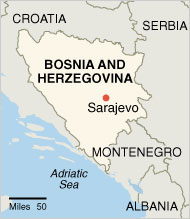 CROATIA
SERBIA
BOSNIA AND
HERZEGOVINA
Sarajevo
MONTENEGRO
Adriatic
Sea
Miles 50
ALBANIA